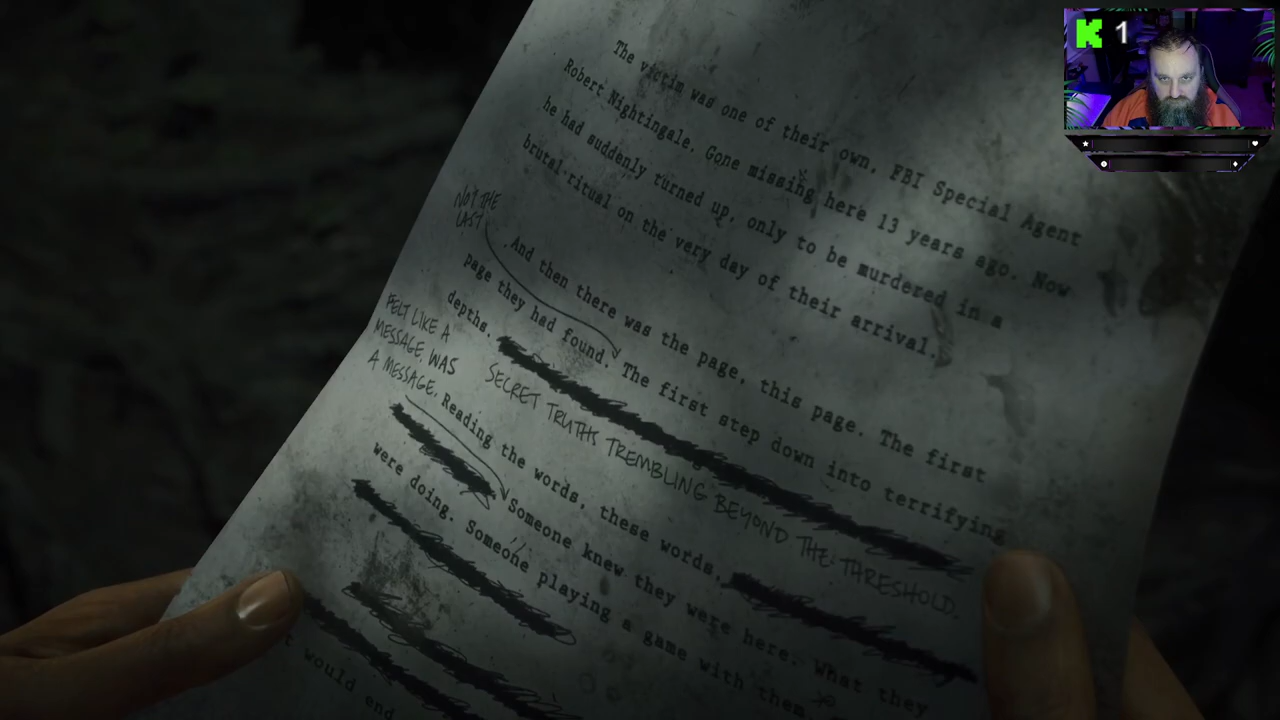 K 1
The victim was one of their own, FBI Special Agent
Robert Nightingale. Gone missing here 13 years ago. Now
he had suddenly turned up, only to be murdered in a
brutal ritual on the very day of their arrival.
NOT THE
LAST
And then there was the page, this page. The first
page they had found. The first step down into terrifying
depths.
SECRET TRUTHS TREMBLING BEYOND THE THRESHOLD.
FELT LIKE A
MESSAGE. WAS
A MESSAGE.
Reading the words, these words,
Someone knew they were here. What they
were doing. Someone playing a game with them
would end